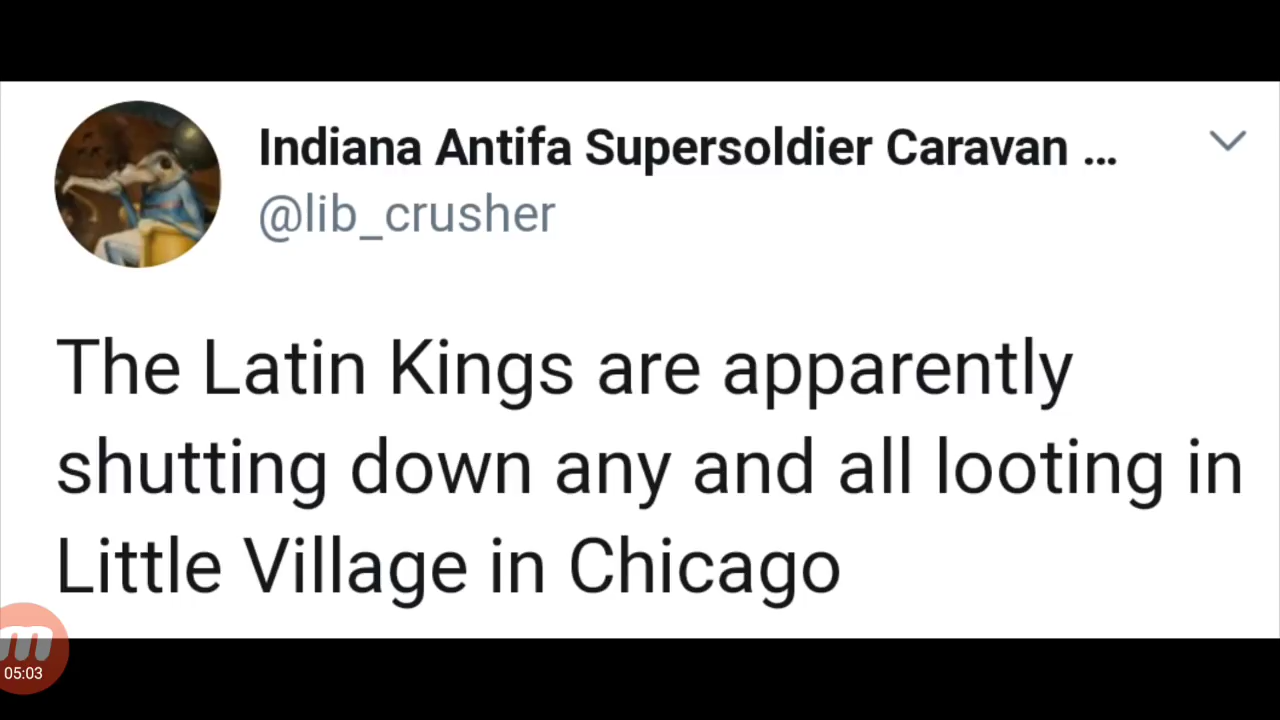 Indiana Antifa Supersoldier Caravan ...
@lib_crusher
The Latin Kings are apparently
shutting down any and all looting in
Little Village in Chicago
m
05:03